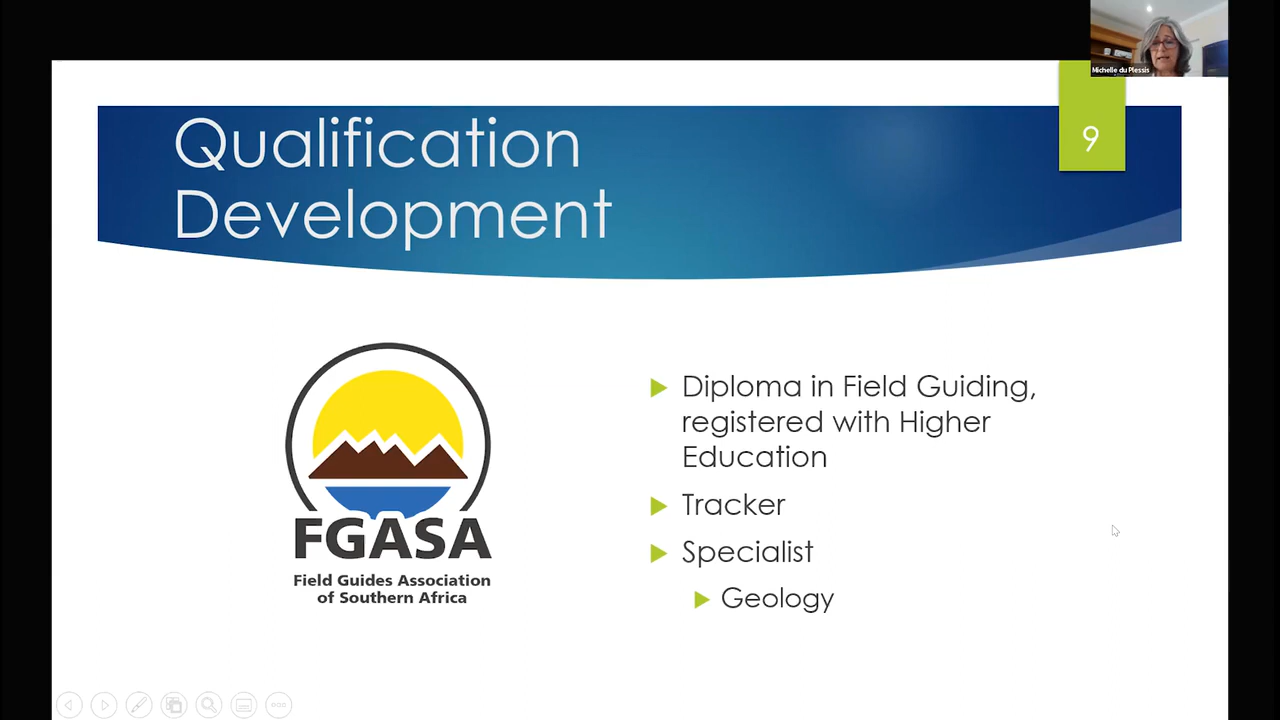 Michelle du Plessis
Qualification
Development
9
FGASA
Field Guides Association
of Southern Africa
Diploma in Field Guiding,
registered with Higher
Education
Tracker
Specialist
Geology